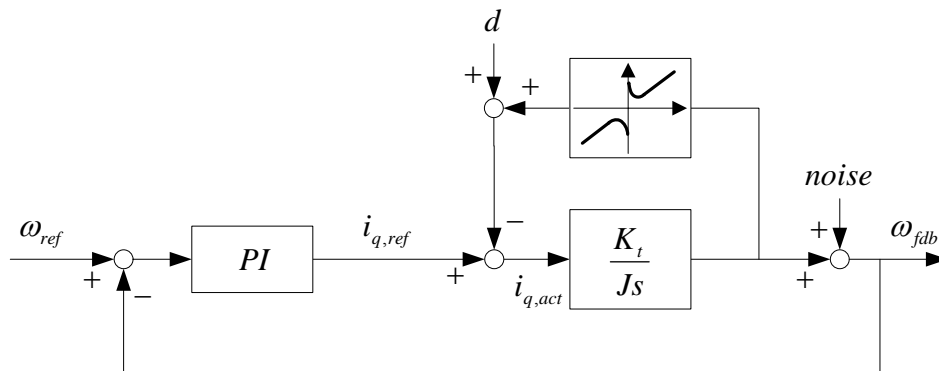 d
+
+
noise
ω_ref
i_q,ref
−
K_t
+
ω_fdb
+
−
PI
+
i_q,act
Js
+